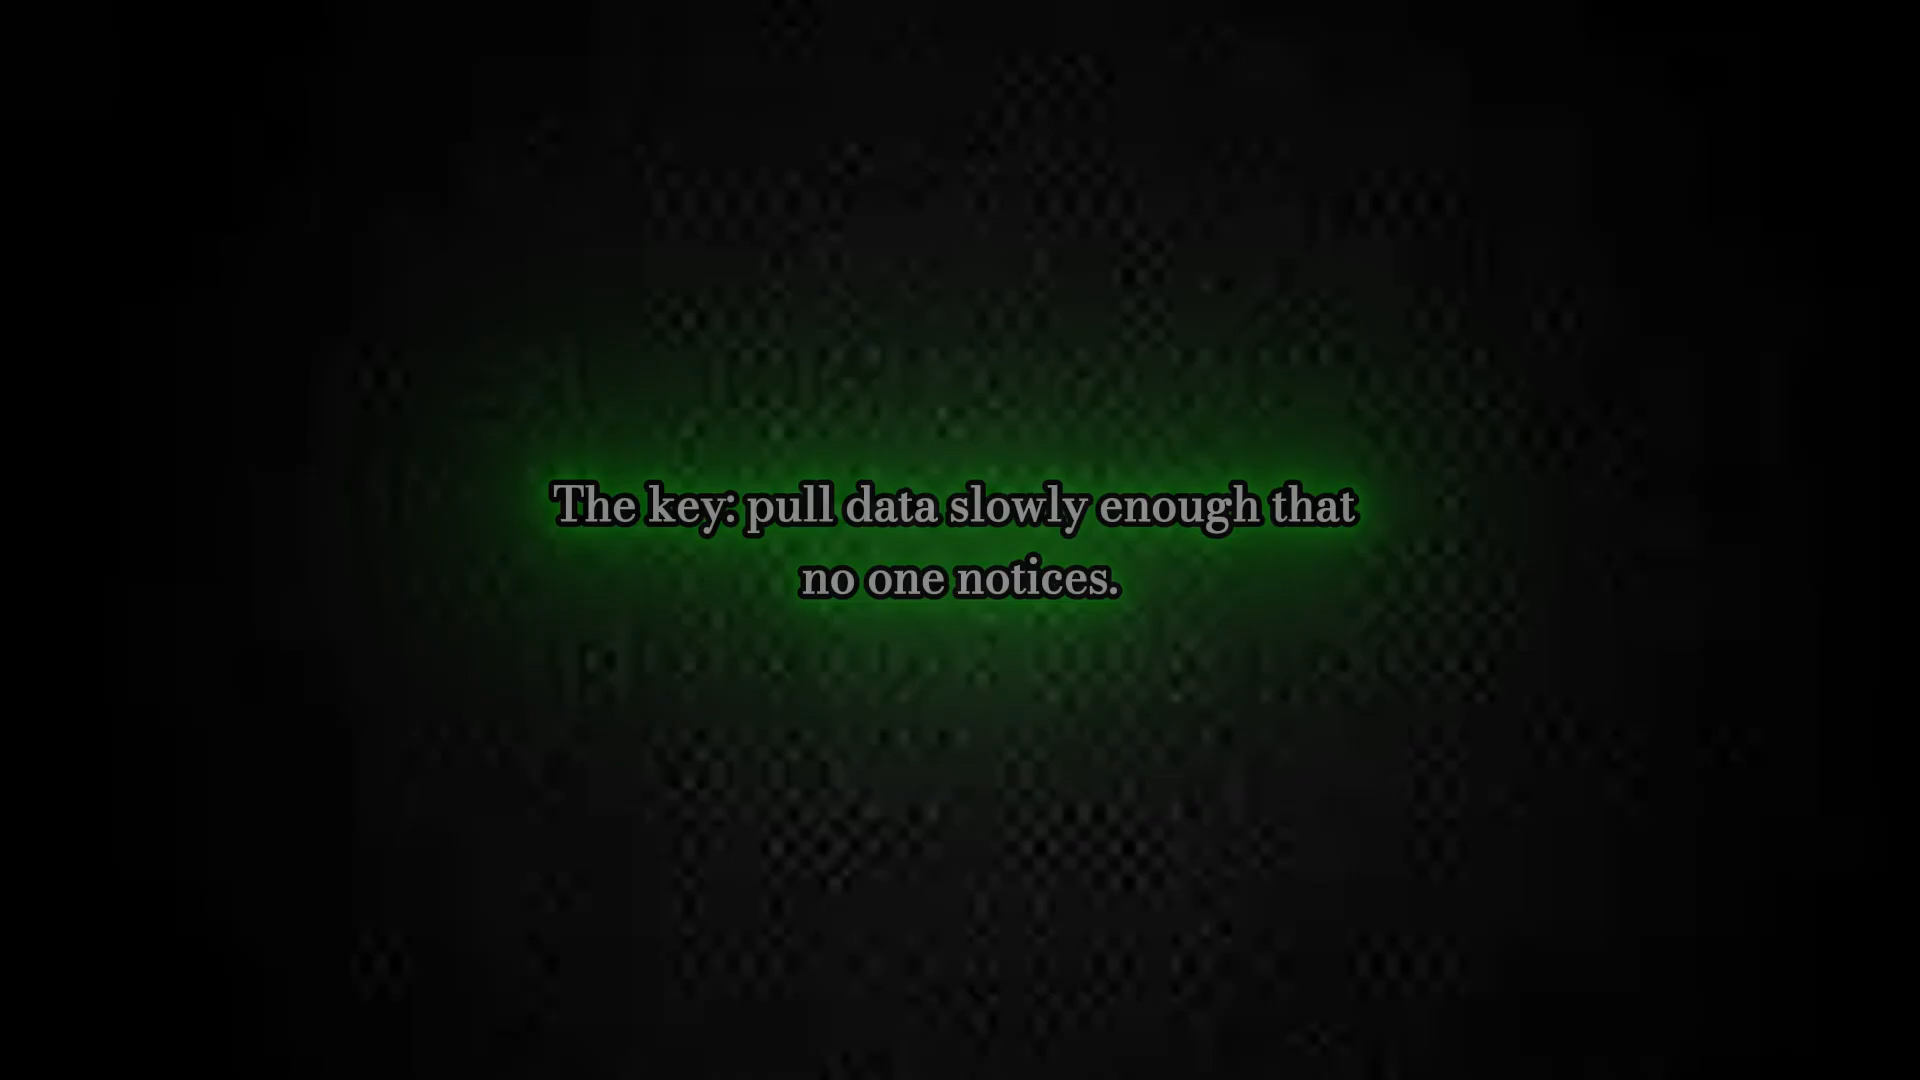 The key: pull data slowly enough that
no one notices.